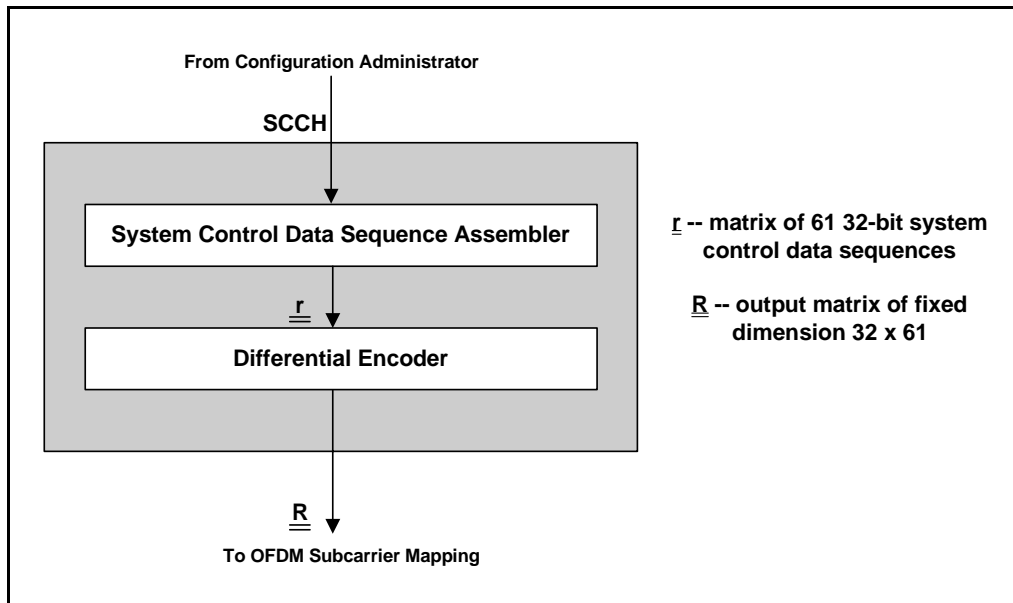 From Configuration Administrator
SCCH
System Control Data Sequence Assembler
r
Differential Encoder
R
To OFDM Subcarrier Mapping
r -- matrix of 61 32-bit system
control data sequences
R -- output matrix of fixed
dimension 32 x 61